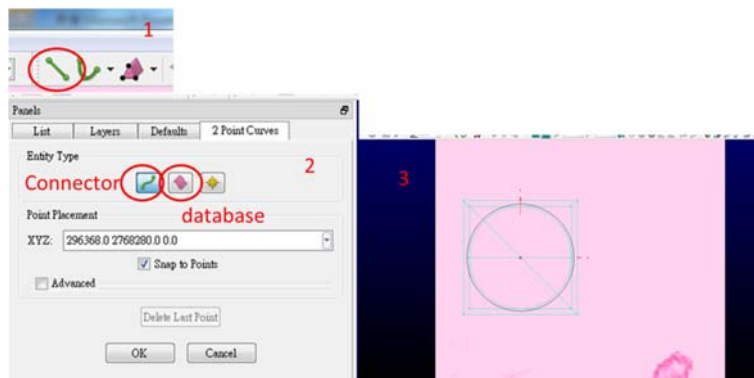 1
Panels
List Layers Defaults 2 Point Curves
Entity Type
2
Connector
database
Point Placement
XYZ: 296368.0 2768280.0 0.0
Snap to Points
Advanced
Delete Last Point
OK Cancel
3